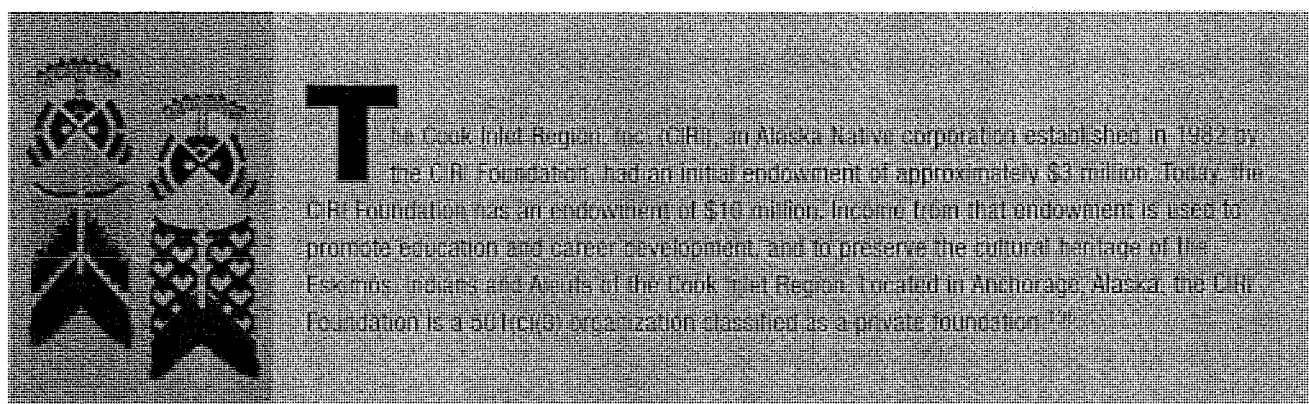 The Cook Inlet Region, Inc. (CIRI), an Alaska Native corporation established in 1982 by
the CIRI Foundation, had an initial endowment of approximately $3 million. Today, the
CIRI Foundation has an endowment of $10 million. Income from that endowment is used to
promote education and career development, and to preserve the cultural heritage of the
Eskimos, Indians and Aleuts of the Cook Inlet Region. Located in Anchorage, Alaska, the CIRI
Foundation is a 501(c)(3) organization classified as a private foundation.